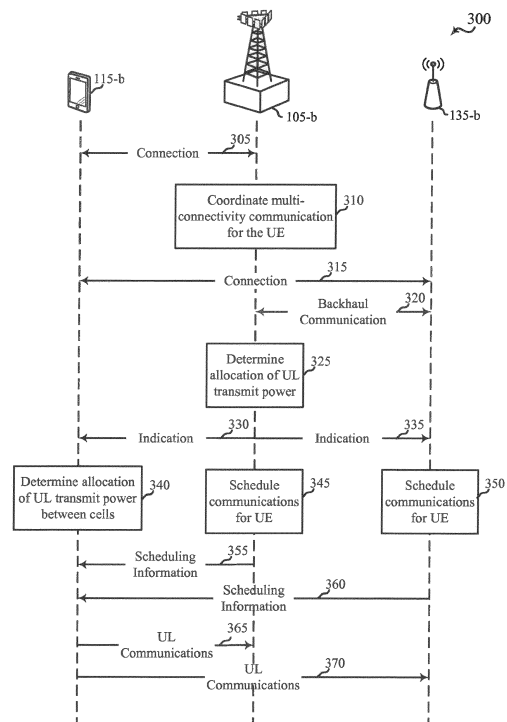 300
115-b
105-b
135-b
305
Connection
Coordinate multi-
connectivity communication
for the UE
310
315
Connection
Backhaul
Communication
320
Determine
allocation of UL
transmit power
325
Indication
330
Indication
335
Determine allocation
of UL transmit power
between cells
340
Schedule
communications
for UE
345
Schedule
communications
for UE
350
Scheduling
Information
355
Scheduling
Information
360
UL
Communications
365
UL
Communications
370